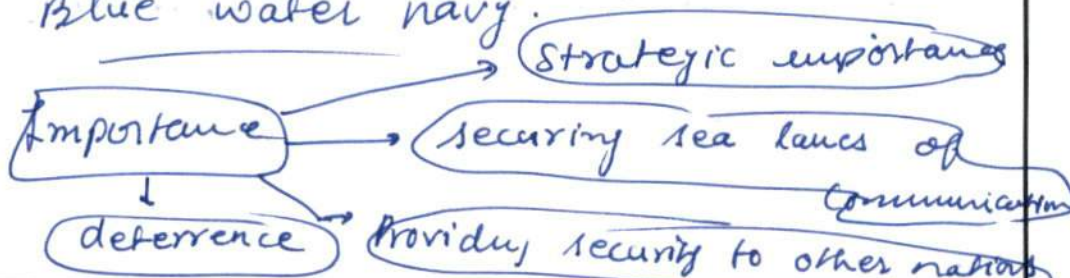 Blue water navy.
Strategic importance
Importance
securing sea lanes of
Communication
deterrence
Providing security to other nations